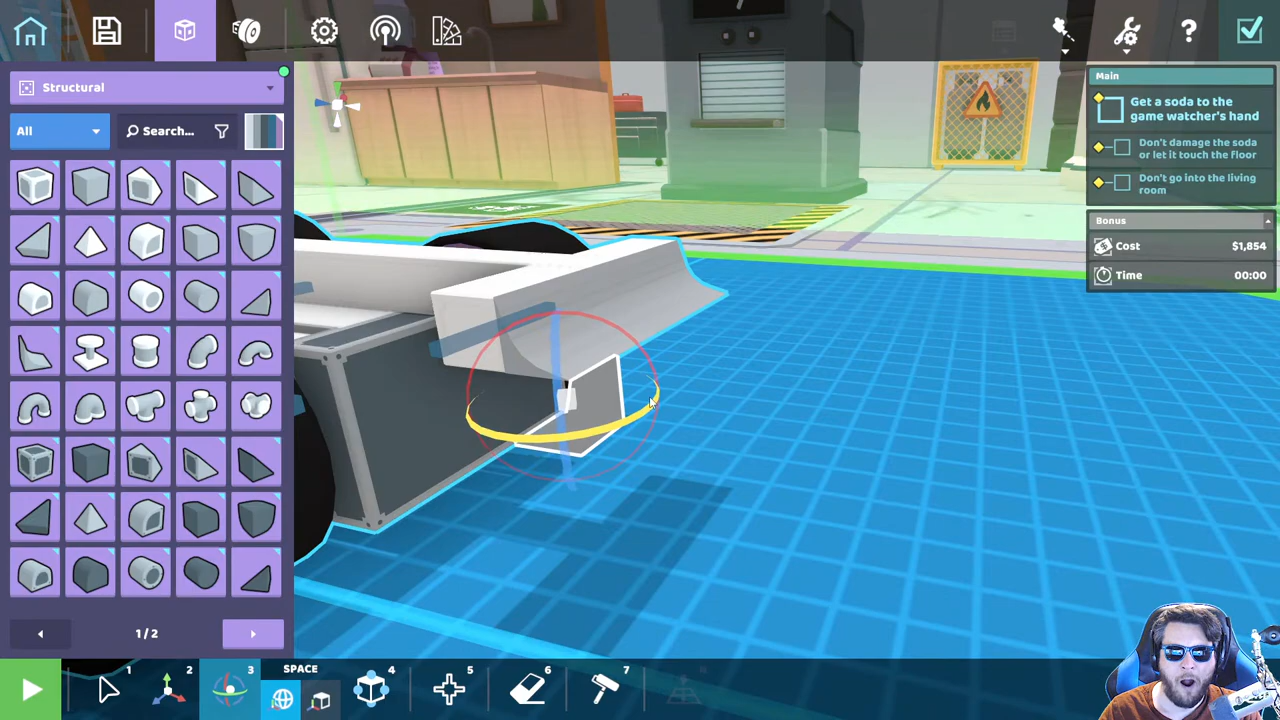 Structural
All
Search...
1/2
Main
Get a soda to the
game watcher's hand
Don't damage the soda
or let it touch the floor
Don't go into the living
room
Bonus
Cost
$1,854
Time
00:00
1
2
3
SPACE
4
5
6
7